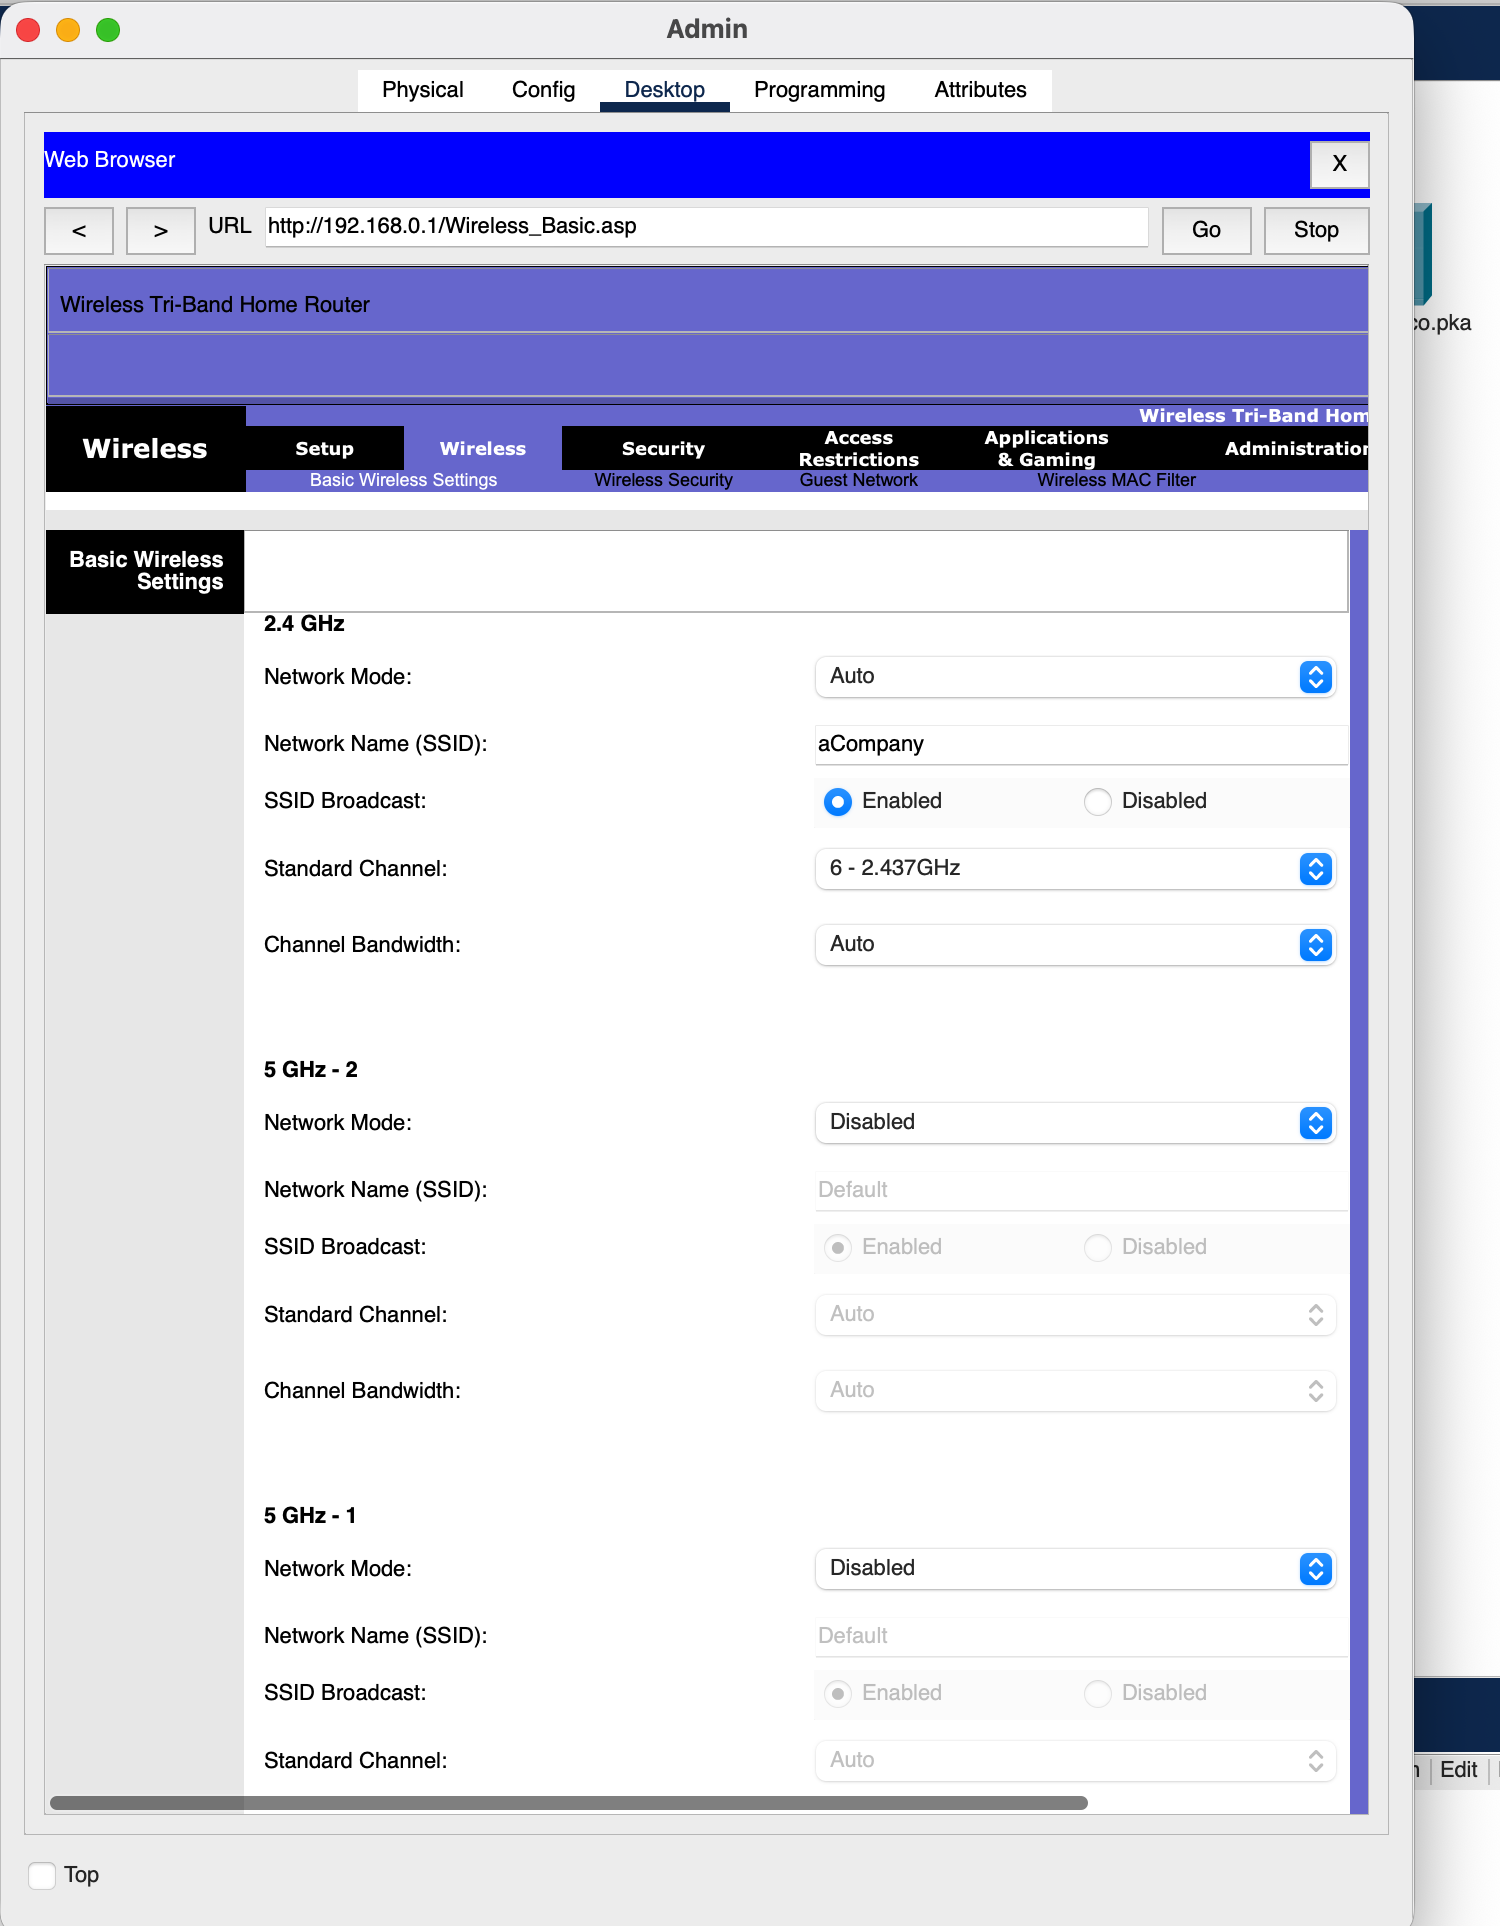 Admin
Physical Config Desktop Programming Attributes
Web Browser
X
< > URL http://192.168.0.1/Wireless_Basic.asp Go Stop
co.pka
Wireless Tri-Band Home Router
Wireless Tri-Band Hom
Wireless Setup Wireless Security Access Restrictions Applications & Gaming Administration
Basic Wireless Settings Wireless Security Guest Network Wireless MAC Filter
Basic Wireless
Settings
2.4 GHz
Network Mode: Auto
Network Name (SSID): aCompany
SSID Broadcast: Enabled Disabled
Standard Channel: 6 - 2.437GHz
Channel Bandwidth: Auto
5 GHz - 2
Network Mode: Disabled
Network Name (SSID): Default
SSID Broadcast: Enabled Disabled
Standard Channel: Auto
Channel Bandwidth: Auto
5 GHz - 1
Network Mode: Disabled
Network Name (SSID): Default
SSID Broadcast: Enabled Disabled
Standard Channel: Auto
Edit
Top